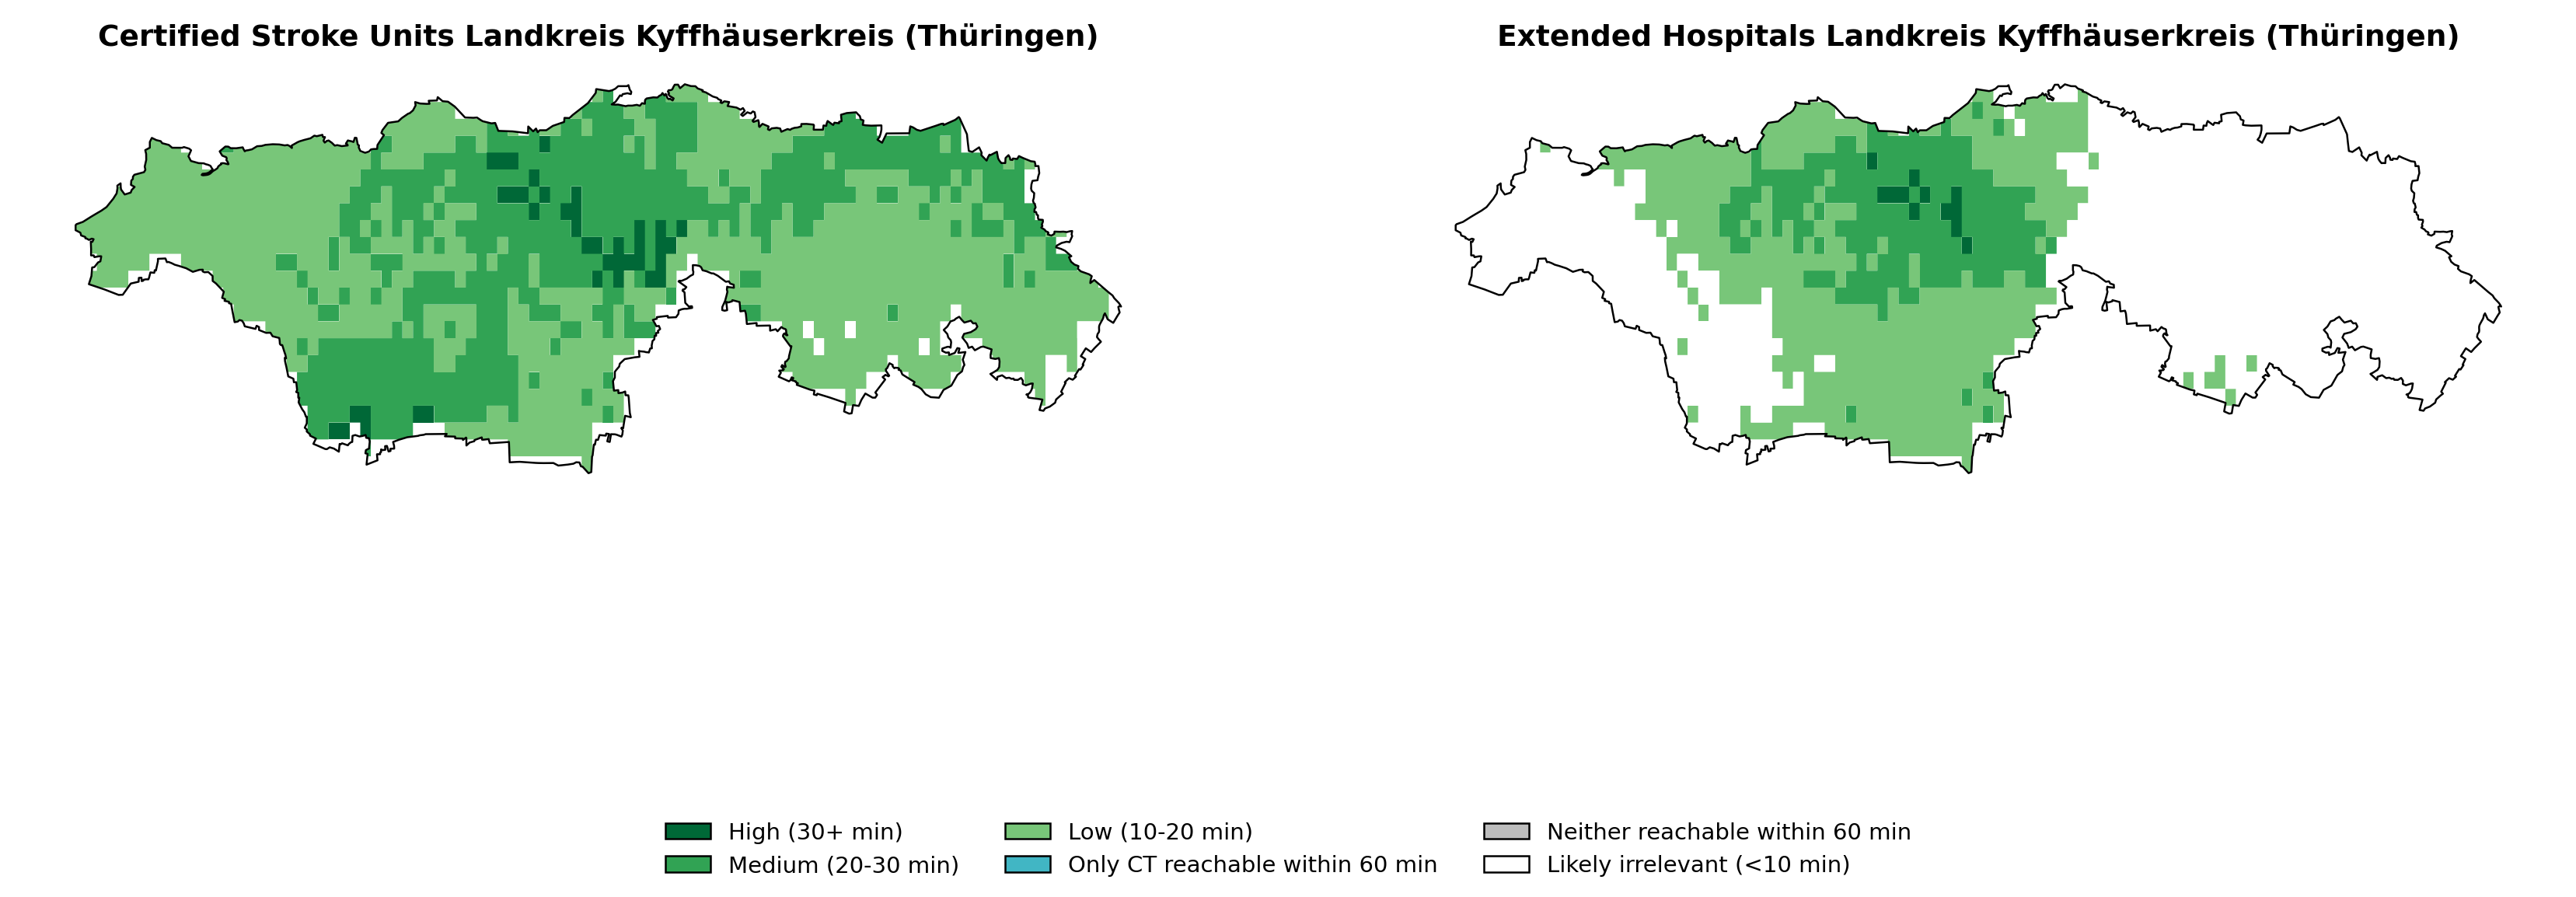 Certified Stroke Units Landkreis Kyffhäuserkreis (Thüringen)
Extended Hospitals Landkreis Kyffhäuserkreis (Thüringen)
High (30+ min)
Medium (20-30 min)
Low (10-20 min)
Only CT reachable within 60 min
Neither reachable within 60 min
Likely irrelevant (<10 min)